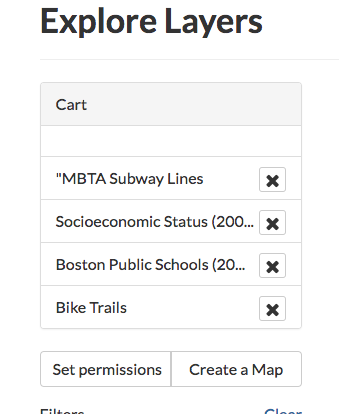 Explore Layers
Cart
"MBTA Subway Lines
Socioeconomic Status (200...
Boston Public Schools (20...
Bike Trails
Set permissions
Create a Map
Filters
Clear